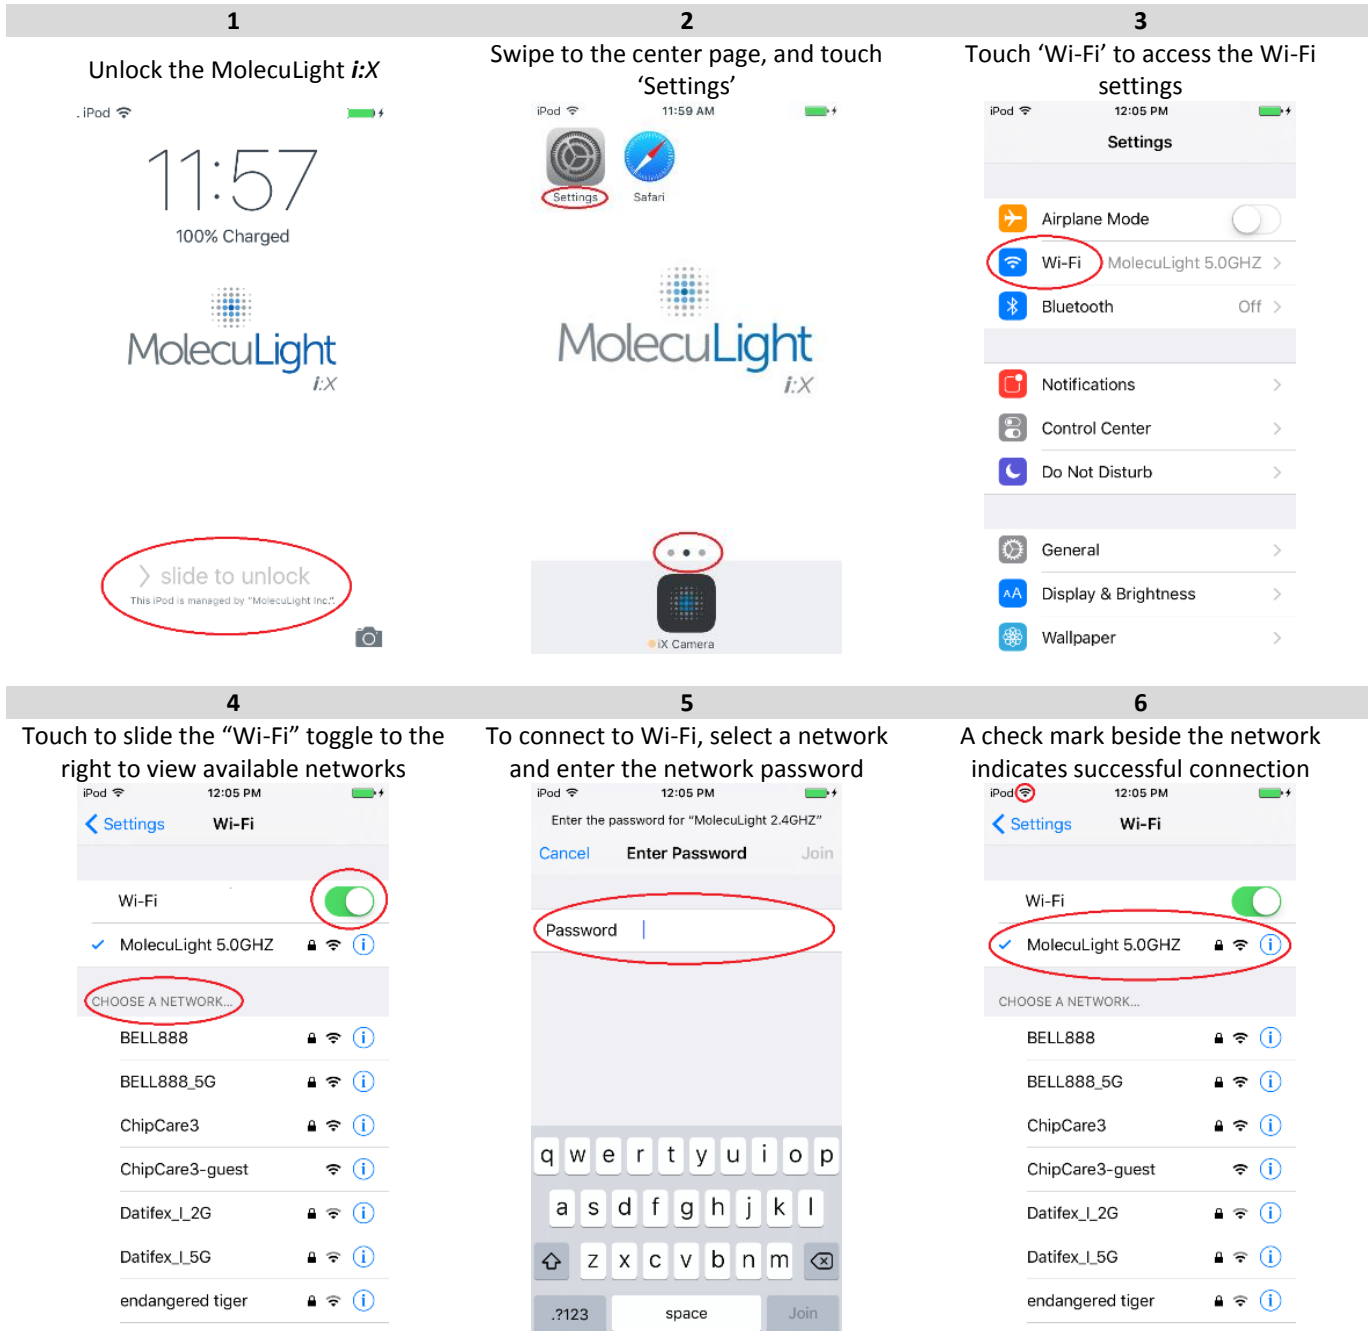 1
Unlock the MolecuLight i:X
. iPod
11:57
100% Charged
MolecuLight
i:X
> slide to unlock
This iPod is managed by "MolecuLight Inc.".
2
Swipe to the center page, and touch
‘Settings’
iPod 11:59 AM
Settings Safari
MolecuLight
i:X
iX Camera
3
Touch ‘Wi-Fi’ to access the Wi-Fi
settings
iPod 12:05 PM
Settings
Airplane Mode
Wi-Fi MolecuLight 5.0GHZ >
Bluetooth Off >
Notifications >
Control Center >
Do Not Disturb >
General >
AA Display & Brightness >
Wallpaper >
4
Touch to slide the “Wi-Fi” toggle to the
right to view available networks
iPod 12:05 PM
Settings Wi-Fi
Wi-Fi
MolecuLight 5.0GHZ
CHOOSE A NETWORK...
BELL888
BELL888_5G
ChipCare3
ChipCare3-guest
Datifex_I_2G
Datifex_I_5G
endangered tiger
5
To connect to Wi-Fi, select a network
and enter the network password
iPod 12:05 PM
Enter the password for “MolecuLight 2.4GHZ”
Cancel Enter Password Join
Password
q w e r t y u i o p
a s d f g h j k l
z x c v b n m
.?123 space Join
6
A check mark beside the network
indicates successful connection
iPod 12:05 PM
Settings Wi-Fi
Wi-Fi
MolecuLight 5.0GHZ
CHOOSE A NETWORK...
BELL888
BELL888_5G
ChipCare3
ChipCare3-guest
Datifex_I_2G
Datifex_I_5G
endangered tiger